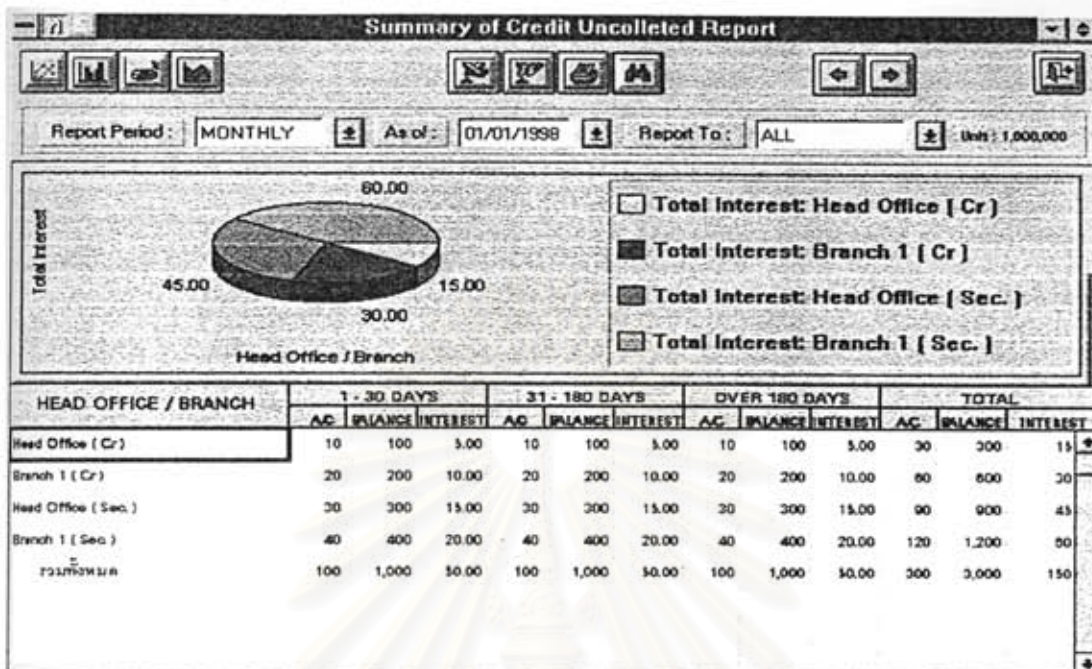 Summary of Credit Uncolleted Report
Report Period : MONTHLY As of : 01/01/1998 Report To : ALL Unit : 1,000,000
Total Interest
60.00
45.00
15.00
30.00
Head Office / Branch
Total Interest: Head Office ( Cr )
Total Interest: Branch 1 ( Cr )
Total Interest: Head Office ( Sec. )
Total Interest: Branch 1 ( Sec. )
HEAD OFFICE / BRANCH 1 - 30 DAYS 31 - 180 DAYS OVER 180 DAYS TOTAL
A/C BALANCE INTEREST A/C BALANCE INTEREST A/C BALANCE INTEREST A/C BALANCE INTEREST
Head Office ( Cr ) 10 100 5.00 10 100 5.00 10 100 5.00 30 300 15
Branch 1 ( Cr ) 20 200 10.00 20 200 10.00 20 200 10.00 60 600 30
Head Office ( Sec. ) 30 300 15.00 30 300 15.00 30 300 15.00 90 900 45
Branch 1 ( Sec. ) 40 400 20.00 40 400 20.00 40 400 20.00 120 1,200 60
รวมทั้งหมด 100 1,000 50.00 100 1,000 50.00 100 1,000 50.00 300 3,000 150